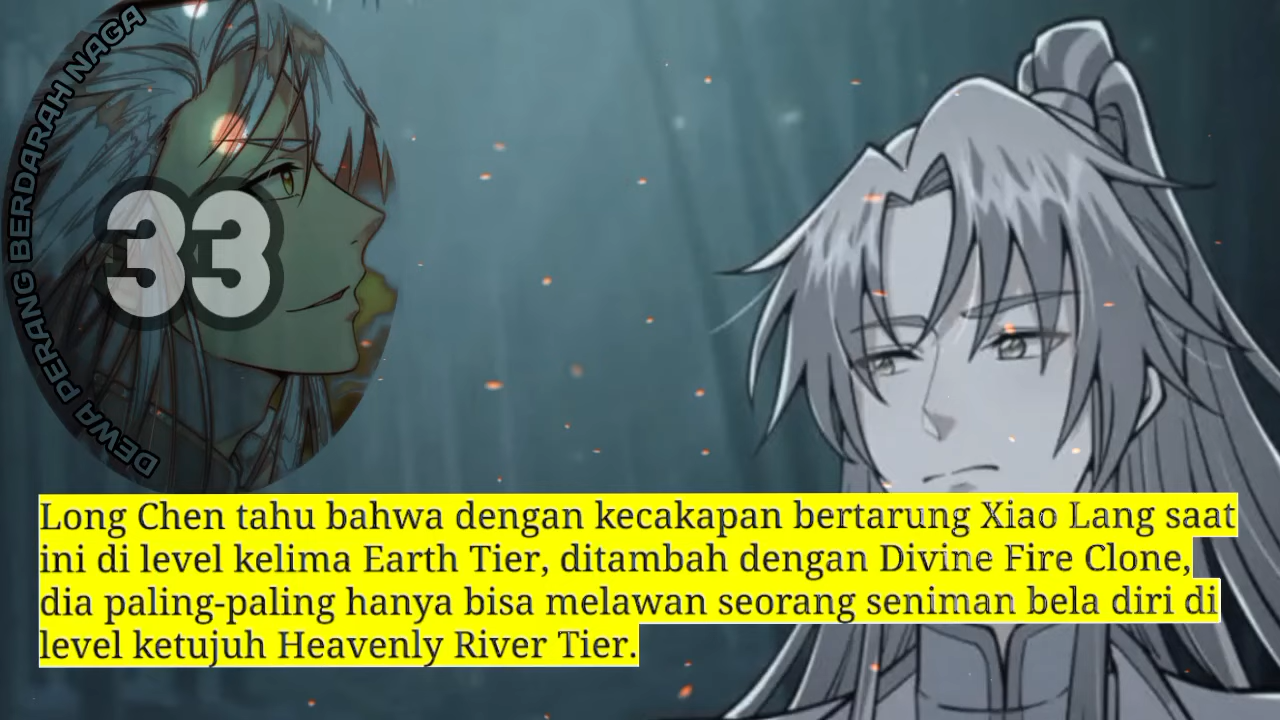 DEWA PERANG BERDARAH NAGA
33
Long Chen tahu bahwa dengan kecakapan bertarung Xiao Lang saat
ini di level kelima Earth Tier, ditambah dengan Divine Fire Clone,
dia paling-paling hanya bisa melawan seorang seniman bela diri di
level ketujuh Heavenly River Tier.